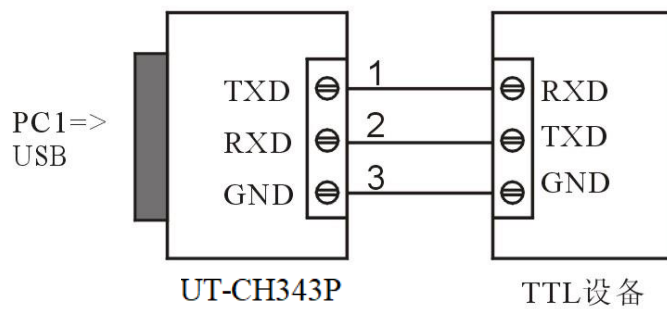 PC1=>
USB
TXD
RXD
GND
1
2
3
RXD
TXD
GND
UT-CH343P
TTL设备